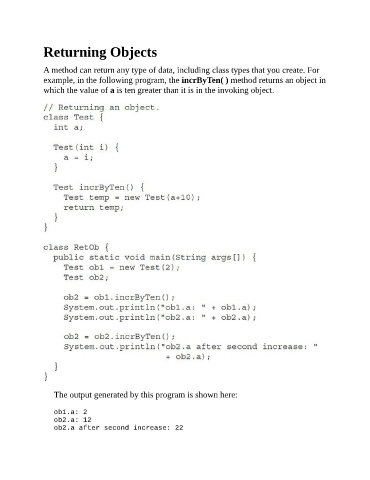 Returning Objects
A method can return any type of data, including class types that you create. For
example, in the following program, the incrByTen( ) method returns an object in
which the value of a is ten greater than it is in the invoking object.
// Returning an object.
class Test {
  int a;

  Test(int i) {
    a = i;
  }

  Test incrByTen() {
    Test temp = new Test(a+10);
    return temp;
  }
}

class RetOb {
  public static void main(String args[]) {
    Test ob1 = new Test(2);
    Test ob2;

    ob2 = ob1.incrByTen();
    System.out.println("ob1.a: " + ob1.a);
    System.out.println("ob2.a: " + ob2.a);

    ob2 = ob2.incrByTen();
    System.out.println("ob2.a after second increase: "
                        + ob2.a);
  }
}
The output generated by this program is shown here:
ob1.a: 2
ob2.a: 12
ob2.a after second increase: 22